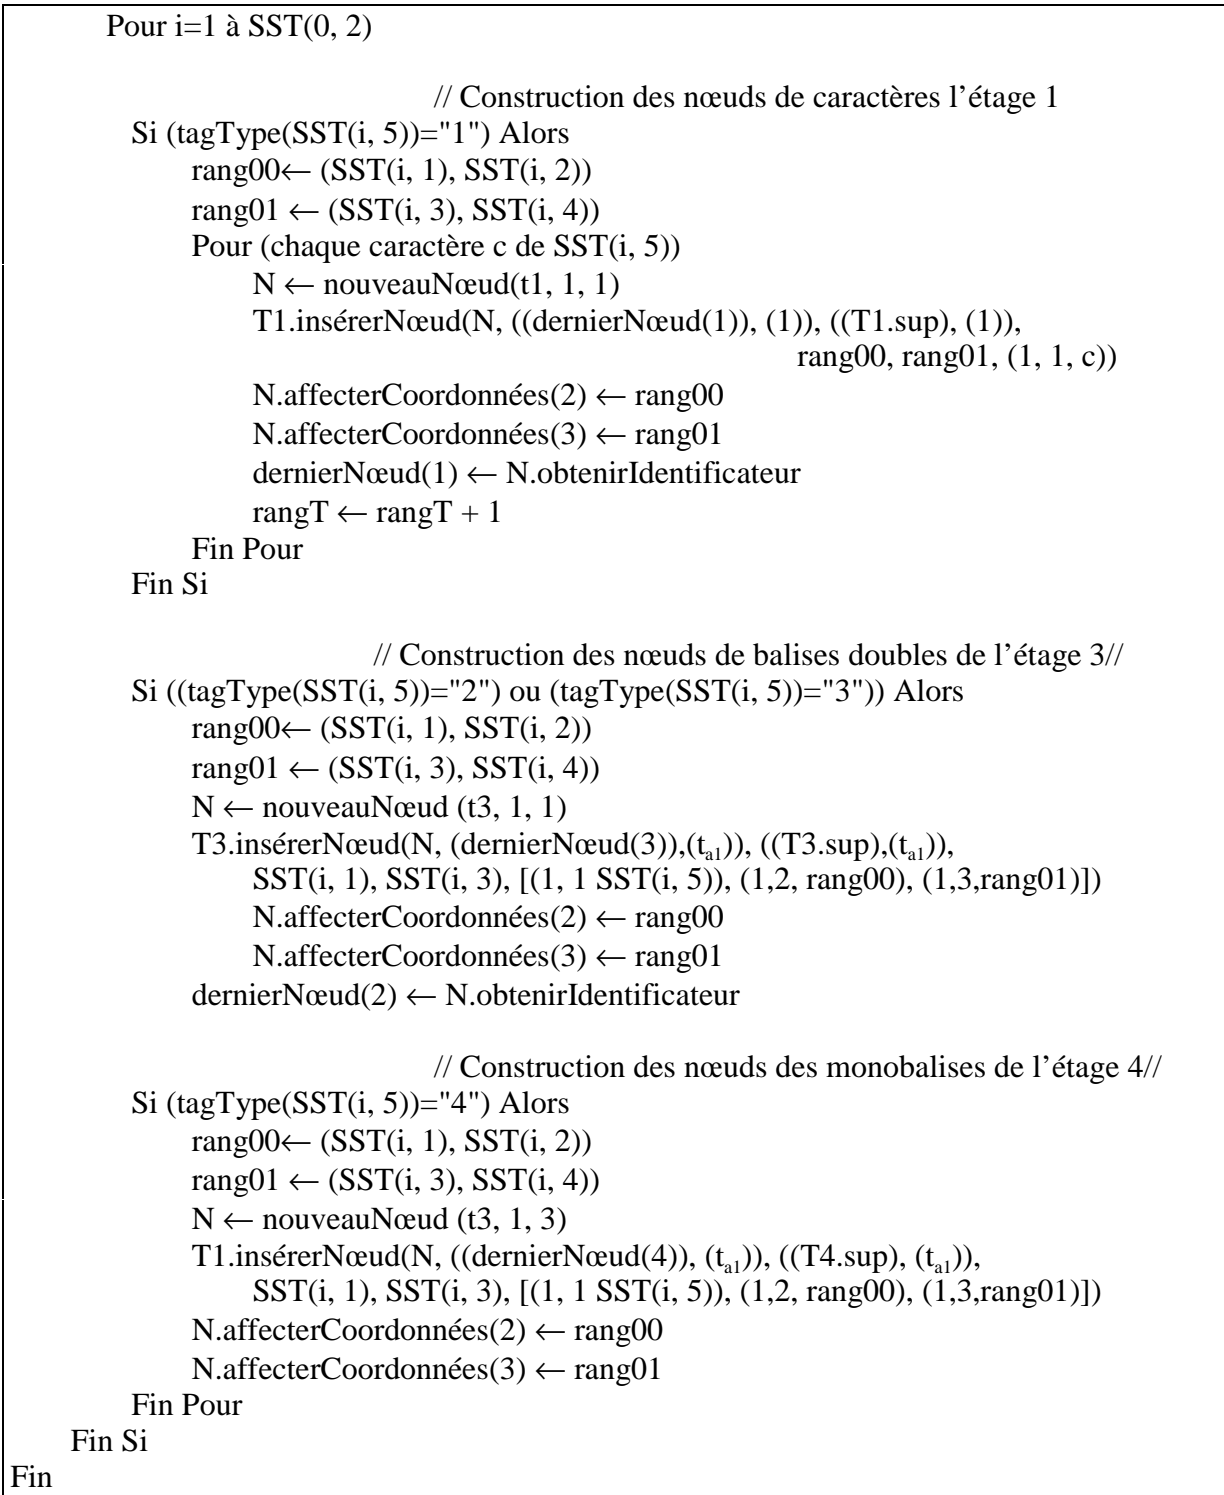 Pour i=1 à SST(0, 2)
// Construction des nœuds de caractères l’étage 1
Si (tagType(SST(i, 5))="1") Alors
rang00← (SST(i, 1), SST(i, 2))
rang01 ← (SST(i, 3), SST(i, 4))
Pour (chaque caractère c de SST(i, 5))
N ← nouveauNœud(t1, 1, 1)
T1.insérerNœud(N, ((dernierNœud(1)), (1)), ((T1.sup), (1)),
rang00, rang01, (1, 1, c))
N.affecterCoordonnées(2) ← rang00
N.affecterCoordonnées(3) ← rang01
dernierNœud(1) ← N.obtenirIdentificateur
rangT ← rangT + 1
Fin Pour
Fin Si
// Construction des nœuds de balises doubles de l’étage 3//
Si ((tagType(SST(i, 5))="2") ou (tagType(SST(i, 5))="3")) Alors
rang00← (SST(i, 1), SST(i, 2))
rang01 ← (SST(i, 3), SST(i, 4))
N ← nouveauNœud (t3, 1, 1)
T3.insérerNœud(N, (dernierNœud(3)),(t_a1)), ((T3.sup),(t_a1)),
SST(i, 1), SST(i, 3), [(1, 1 SST(i, 5)), (1,2, rang00), (1,3,rang01)])
N.affecterCoordonnées(2) ← rang00
N.affecterCoordonnées(3) ← rang01
dernierNœud(2) ← N.obtenirIdentificateur
// Construction des nœuds des monobalises de l’étage 4//
Si (tagType(SST(i, 5))="4") Alors
rang00← (SST(i, 1), SST(i, 2))
rang01 ← (SST(i, 3), SST(i, 4))
N ← nouveauNœud (t3, 1, 3)
T1.insérerNœud(N, ((dernierNœud(4)), (t_a1)), ((T4.sup), (t_a1)),
SST(i, 1), SST(i, 3), [(1, 1 SST(i, 5)), (1,2, rang00), (1,3,rang01)])
N.affecterCoordonnées(2) ← rang00
N.affecterCoordonnées(3) ← rang01
Fin Pour
Fin Si
Fin